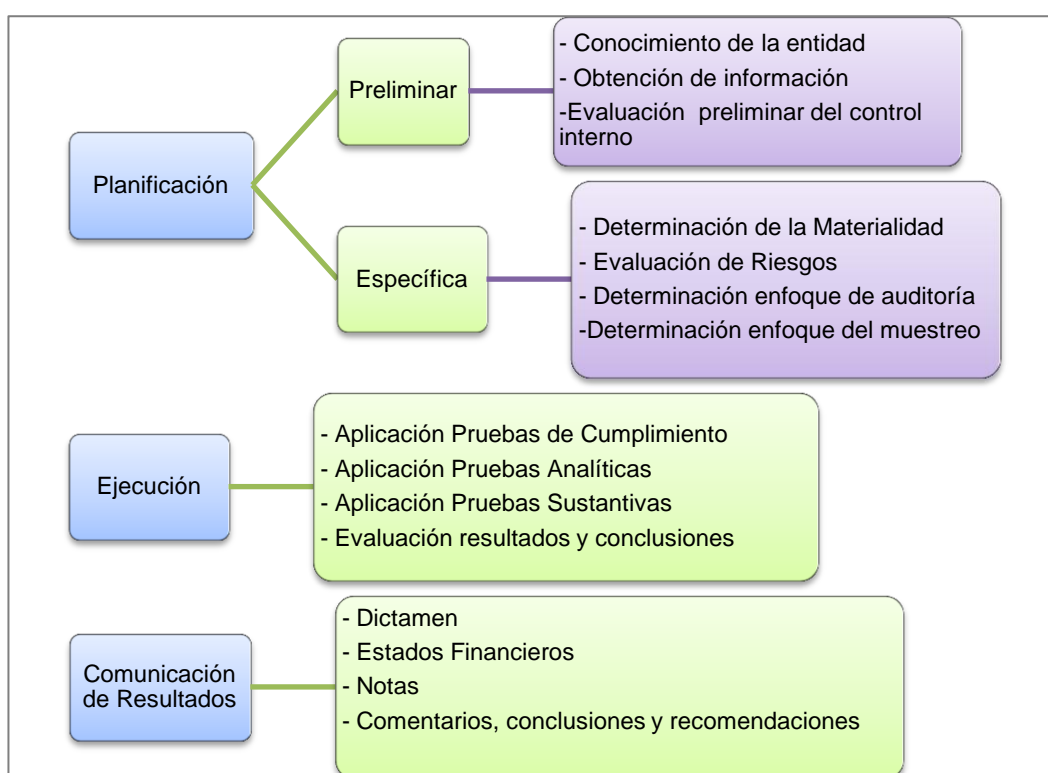 Planificación
Preliminar
- Conocimiento de la entidad
- Obtención de información
-Evaluación preliminar del control
interno
Específica
- Determinación de la Materialidad
- Evaluación de Riesgos
- Determinación enfoque de auditoría
-Determinación enfoque del muestreo
Ejecución
- Aplicación Pruebas de Cumplimiento
- Aplicación Pruebas Analíticas
- Aplicación Pruebas Sustantivas
- Evaluación resultados y conclusiones
Comunicación
de Resultados
- Dictamen
- Estados Financieros
- Notas
- Comentarios, conclusiones y recomendaciones